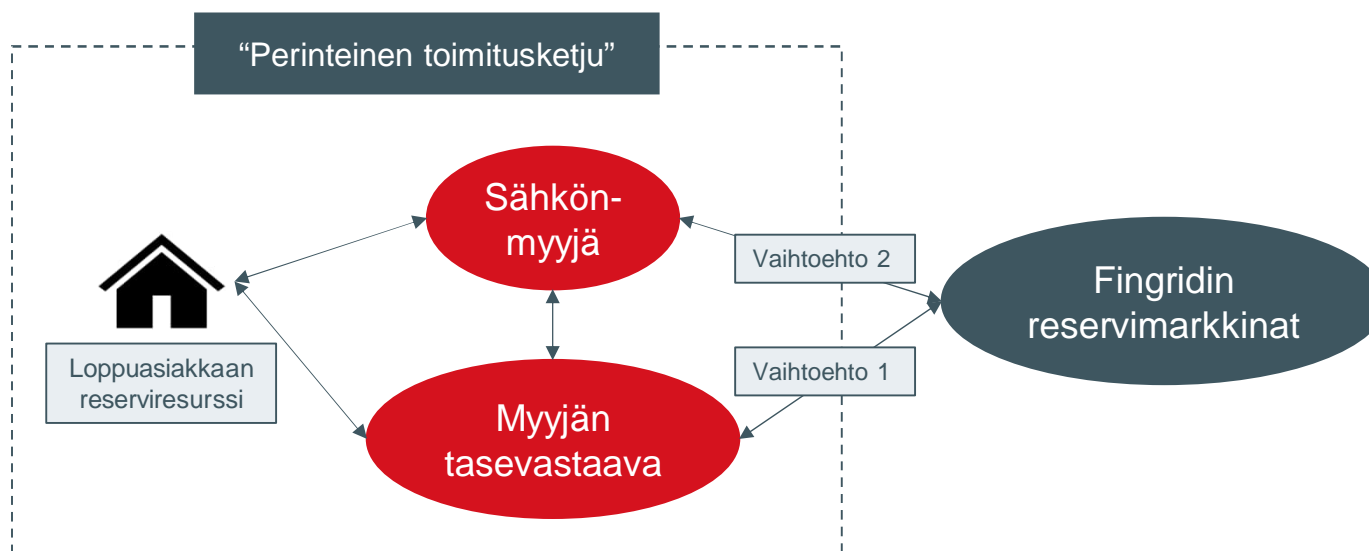 “Perinteinen toimitusketju”
Sähkön-
myyjä
Vaihtoehto 2
Fingridin
reservimarkkinat
Loppuasiakkaan
reserviresurssi
Vaihtoehto 1
Myyjän
tasevastaava